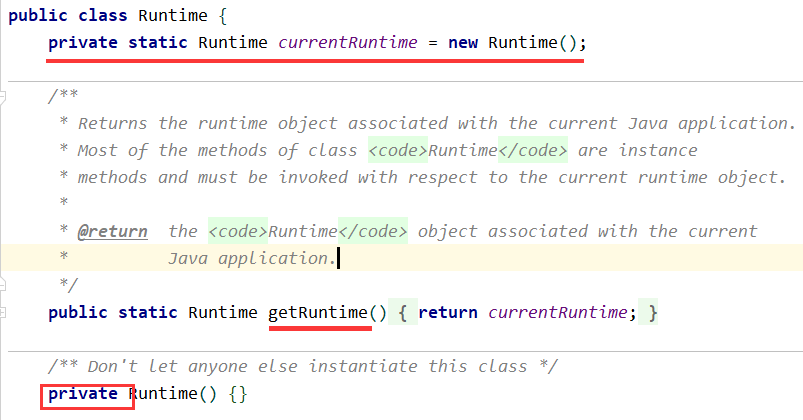 public class Runtime {
private static Runtime currentRuntime = new Runtime();
/**
* Returns the runtime object associated with the current Java application.
* Most of the methods of class <code>Runtime</code> are instance
* methods and must be invoked with respect to the current runtime object.
*
* @return  the <code>Runtime</code> object associated with the current
*          Java application.
*/
public static Runtime getRuntime() { return currentRuntime; }
/** Don't let anyone else instantiate this class */
private Runtime() {}